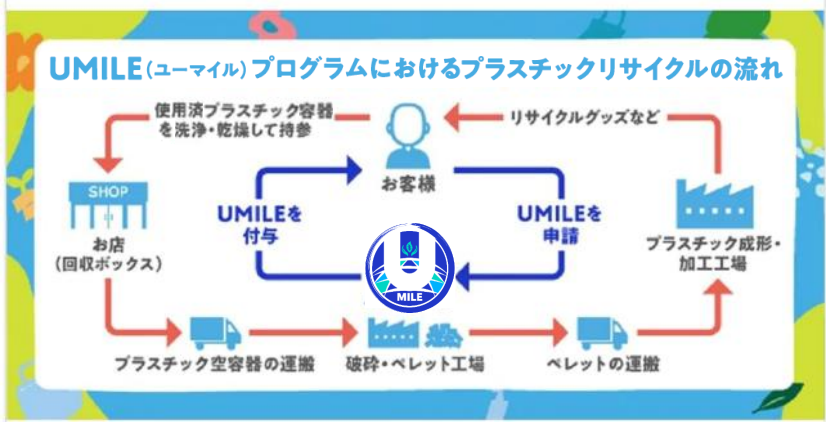 UMILE(ユーマイル)プログラムにおけるプラスチックリサイクルの流れ
使用済プラスチック容器
を洗浄・乾燥して持参
リサイクルグッズなど
お客様
SHOP
お店
(回収ボックス)
UMILEを
付与
UMILEを
申請
U
MILE
プラスチック成形・
加工工場
プラスチック空容器の運搬
破砕・ペレット工場
ペレットの運搬